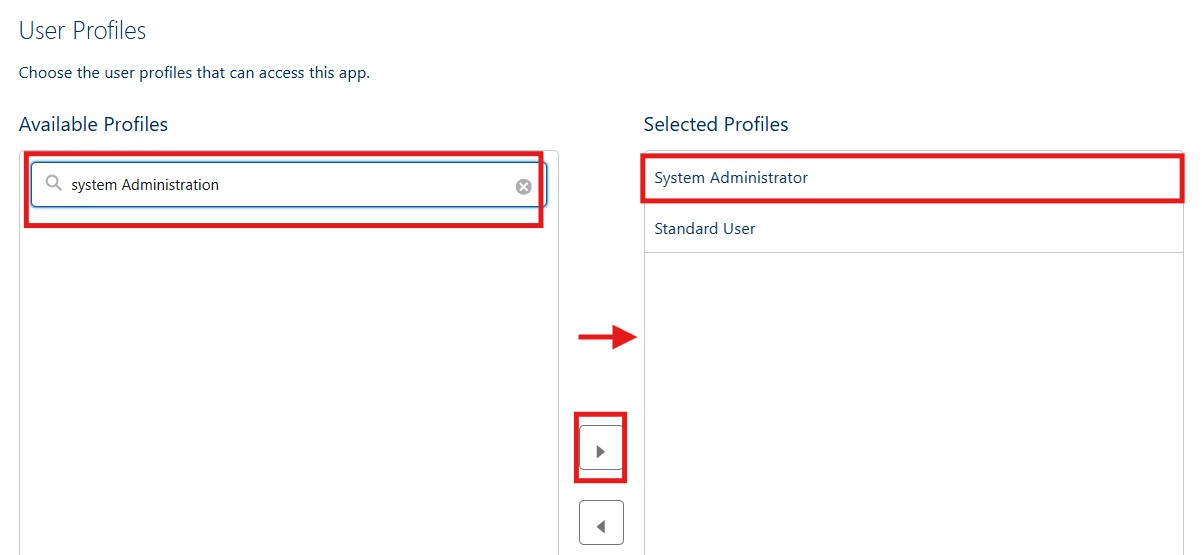 User Profiles
Choose the user profiles that can access this app.
Available Profiles
Selected Profiles
system Administration
System Administrator
Standard User